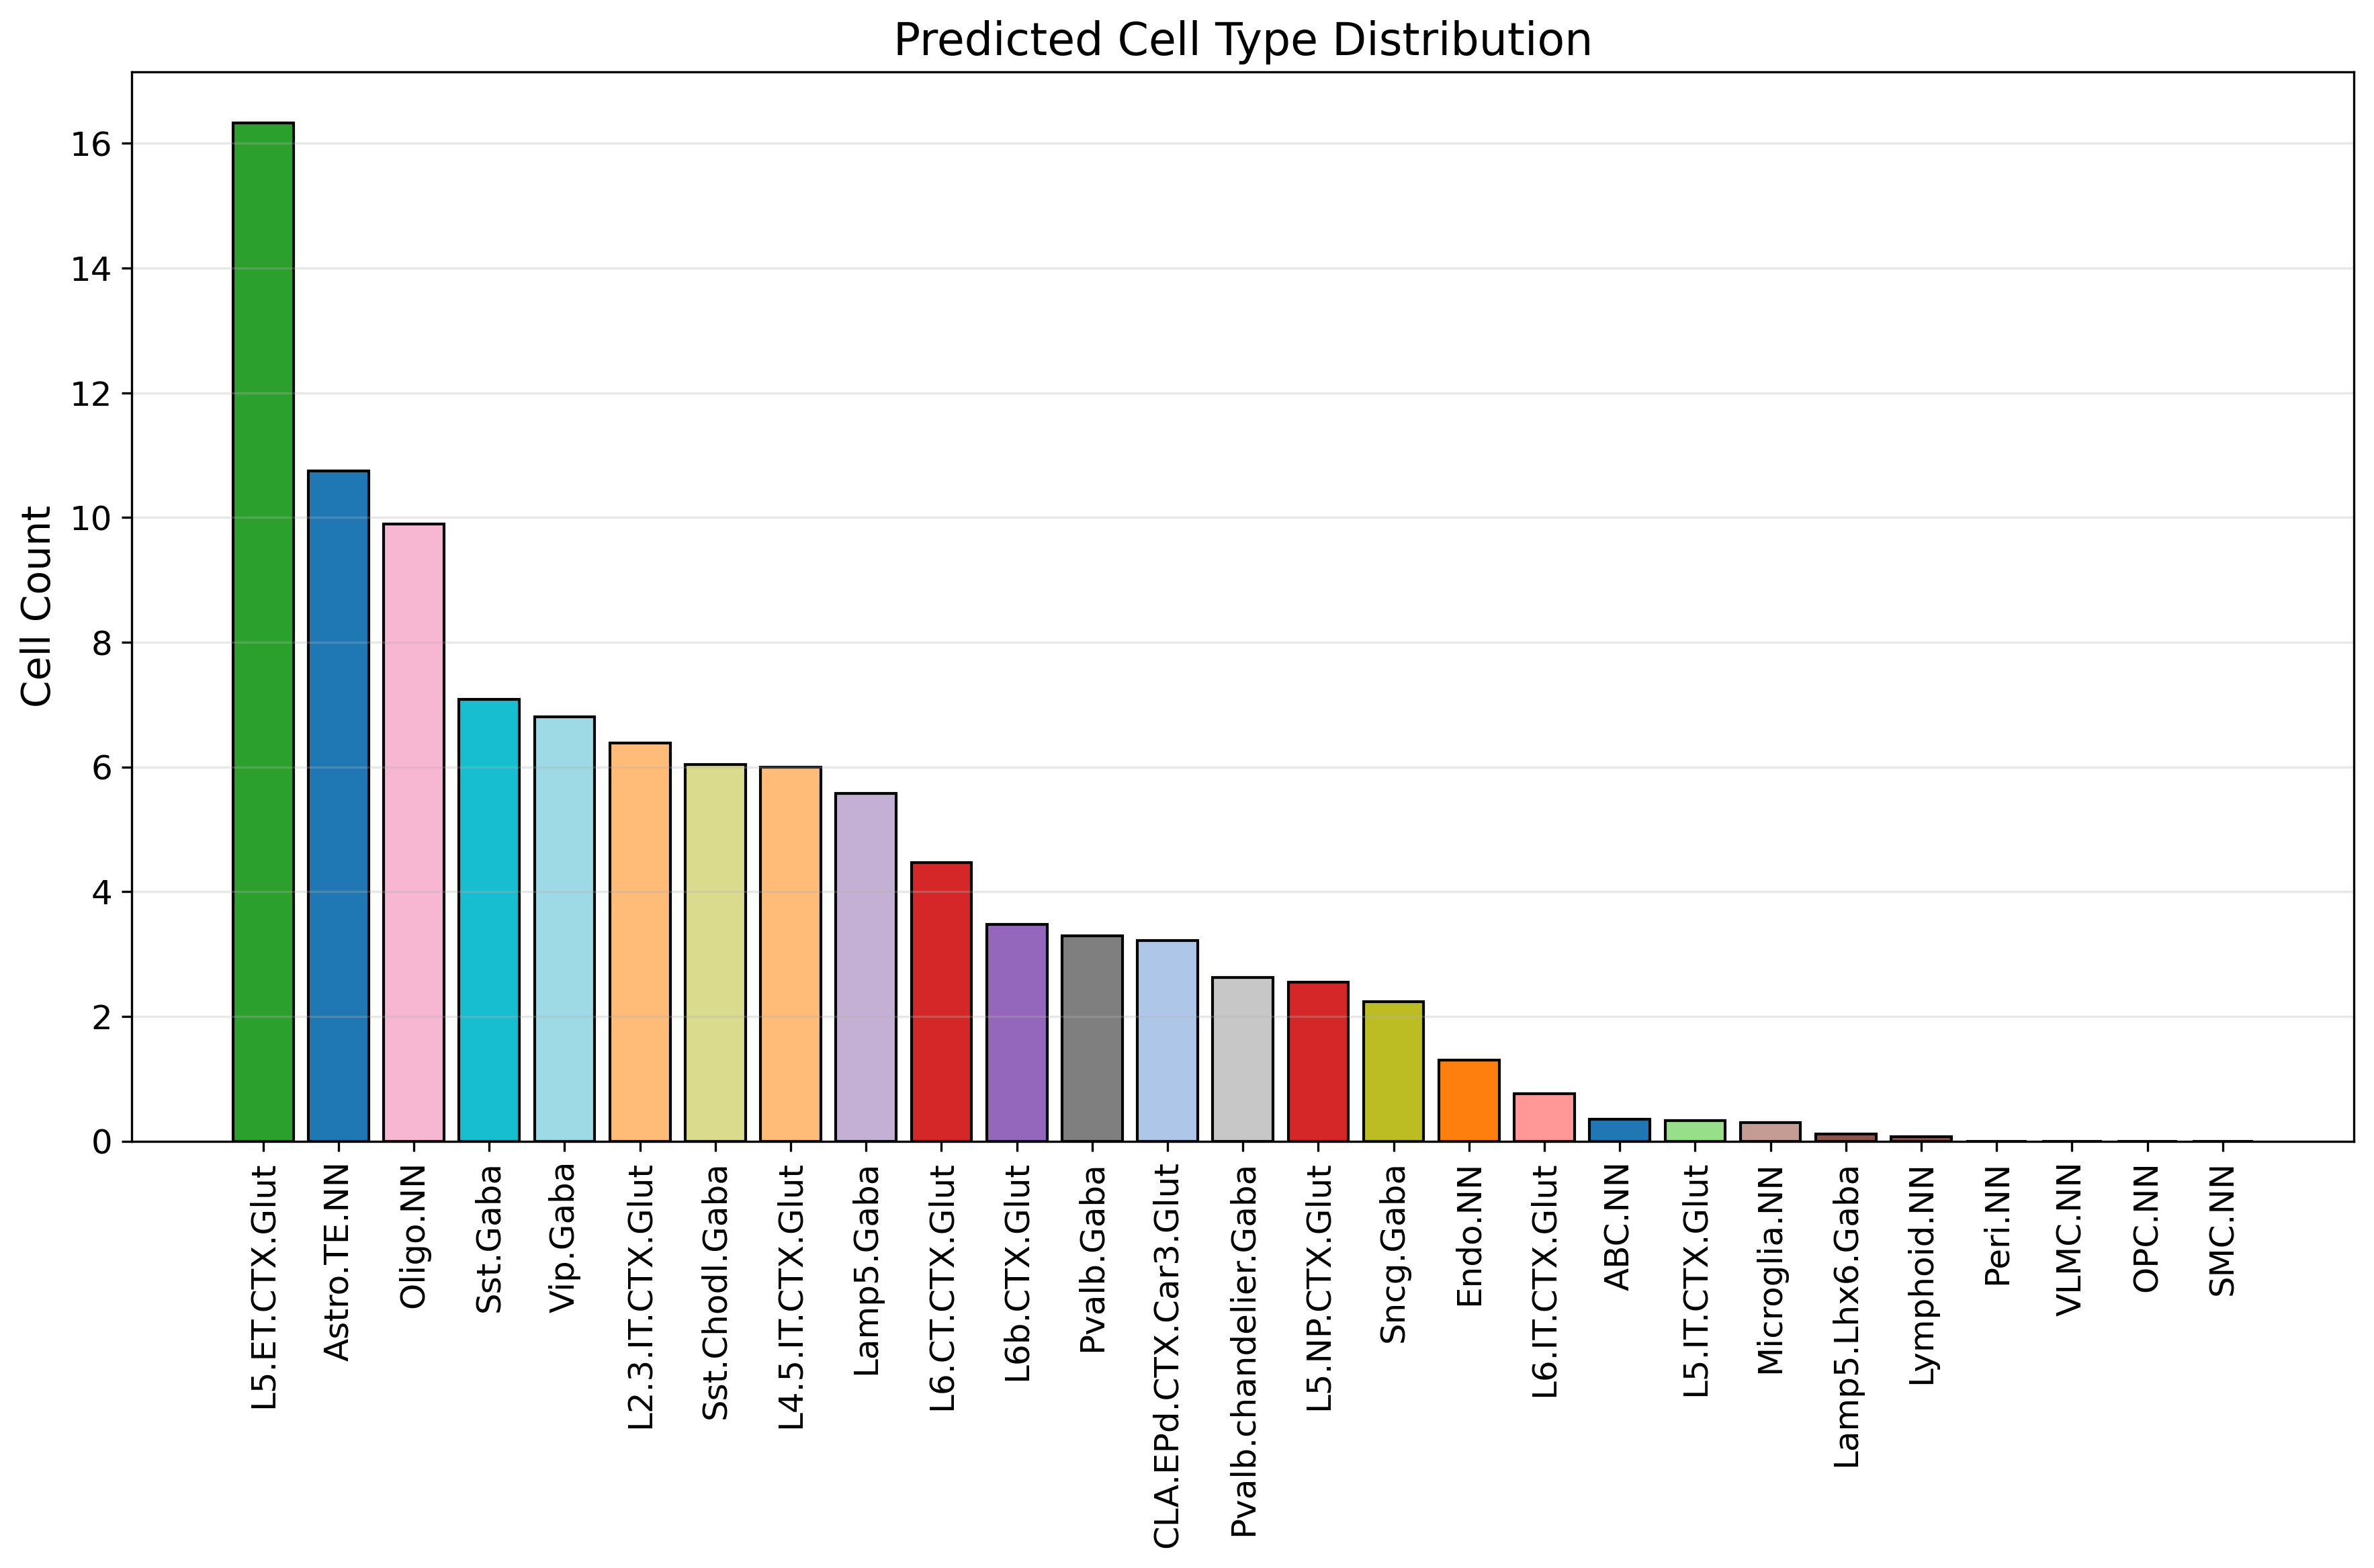 Predicted Cell Type Distribution
Cell Count
16
14
12
10
8
6
4
2
0
L5.ET.CTX.Glut
Astro.TE.NN
Oligo.NN
Sst.Gaba
Vip.Gaba
L2.3.IT.CTX.Glut
Sst.Chodl.Gaba
L4.5.IT.CTX.Glut
Lamp5.Gaba
L6.CT.CTX.Glut
L6b.CTX.Glut
Pvalb.Gaba
CLA.EPd.CTX.Car3.Glut
Pvalb.chandelier.Gaba
L5.NP.CTX.Glut
Sncg.Gaba
Endo.NN
L6.IT.CTX.Glut
ABC.NN
L5.IT.CTX.Glut
Microglia.NN
Lamp5.Lhx6.Gaba
Lymphoid.NN
Peri.NN
VLMC.NN
OPC.NN
SMC.NN